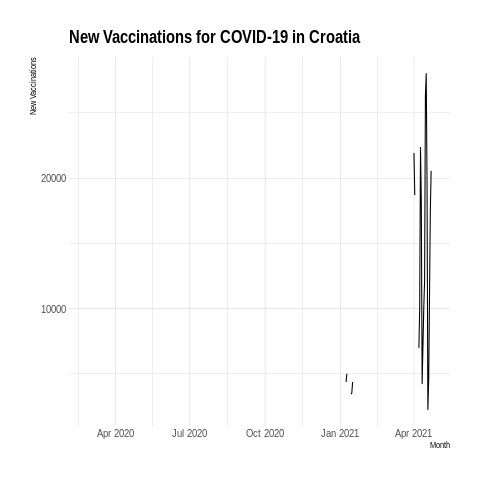 New Vaccinations for COVID-19 in Croatia
New Vaccinations
20000
10000
Apr 2020 Jul 2020 Oct 2020 Jan 2021 Apr 2021
Month